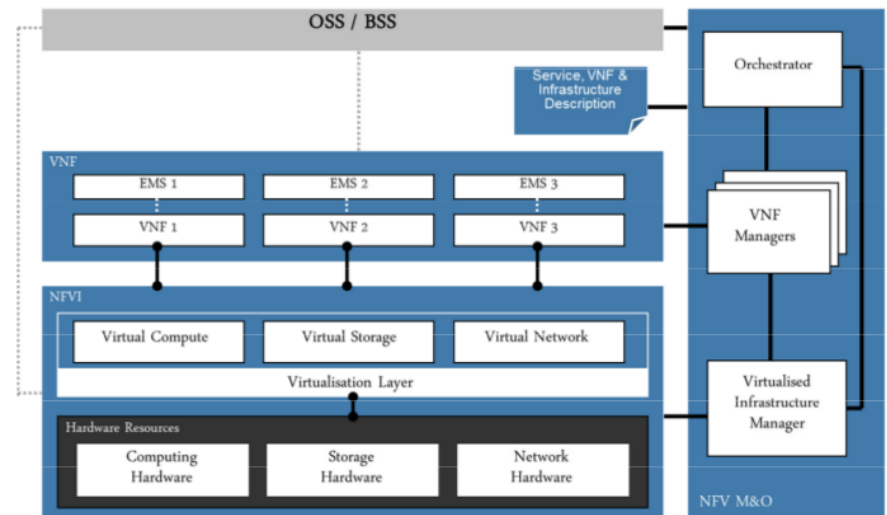 OSS / BSS
Service, VNF &
Infrastructure
Description
Orchestrator
VNF
EMS 1
EMS 2
EMS 3
VNF 1
VNF 2
VNF 3
VNF
Managers
NFVI
Virtual Compute
Virtual Storage
Virtual Network
Virtualisation Layer
Virtualised
Infrastructure
Manager
Hardware Resources
Computing
Hardware
Storage
Hardware
Network
Hardware
NFV M&O